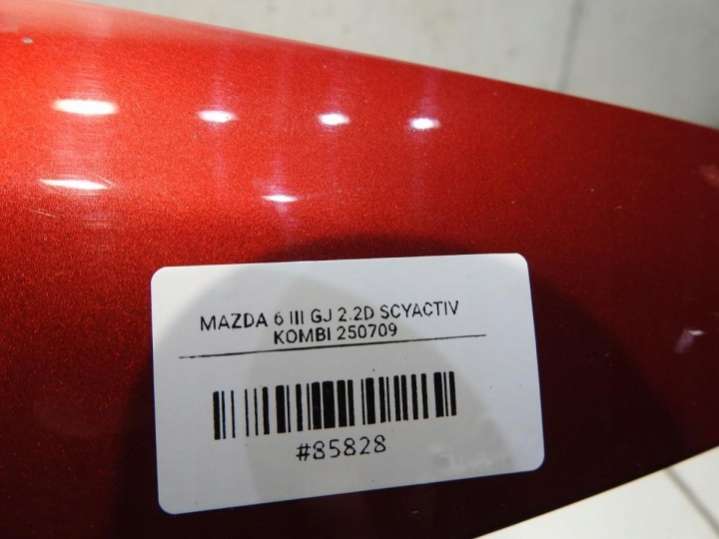 MAZDA 6 III GJ 2.2D SCYACTIV
KOMBI 250709
#85828